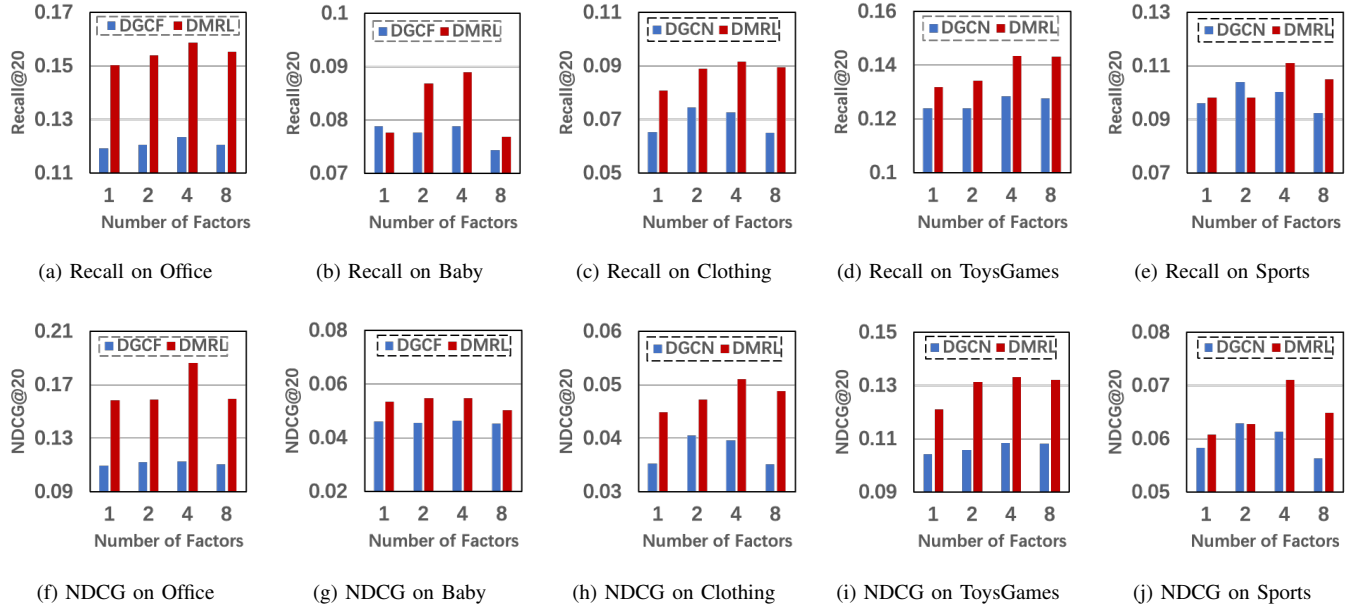 0.17
DGCF DMRL
0.15
0.13
0.11
Recall@20
1 2 4 8
Number of Factors
(a) Recall on Office
0.1
DGCF DMRL
0.09
0.08
0.07
Recall@20
1 2 4 8
Number of Factors
(b) Recall on Baby
0.11
DGCN DMRL
0.09
0.07
0.05
Recall@20
1 2 4 8
Number of Factors
(c) Recall on Clothing
0.16
DGCN DMRL
0.14
0.12
0.1
Recall@20
1 2 4 8
Number of Factors
(d) Recall on ToysGames
0.13
DGCN DMRL
0.11
0.09
0.07
Recall@20
1 2 4 8
Number of Factors
(e) Recall on Sports
0.21
DGCF DMRL
0.17
0.13
0.09
NDCG@20
1 2 4 8
Number of Factors
(f) NDCG on Office
0.08
DGCF DMRL
0.06
0.04
0.02
NDCG@20
1 2 4 8
Number of Factors
(g) NDCG on Baby
0.06
DGCN DMRL
0.05
0.04
0.03
NDCG@20
1 2 4 8
Number of Factors
(h) NDCG on Clothing
0.15
DGCN DMRL
0.13
0.11
0.09
NDCG@20
1 2 4 8
Number of Factors
(i) NDCG on ToysGames
0.08
DGCN DMRL
0.07
0.06
0.05
NDCG@20
1 2 4 8
Number of Factors
(j) NDCG on Sports